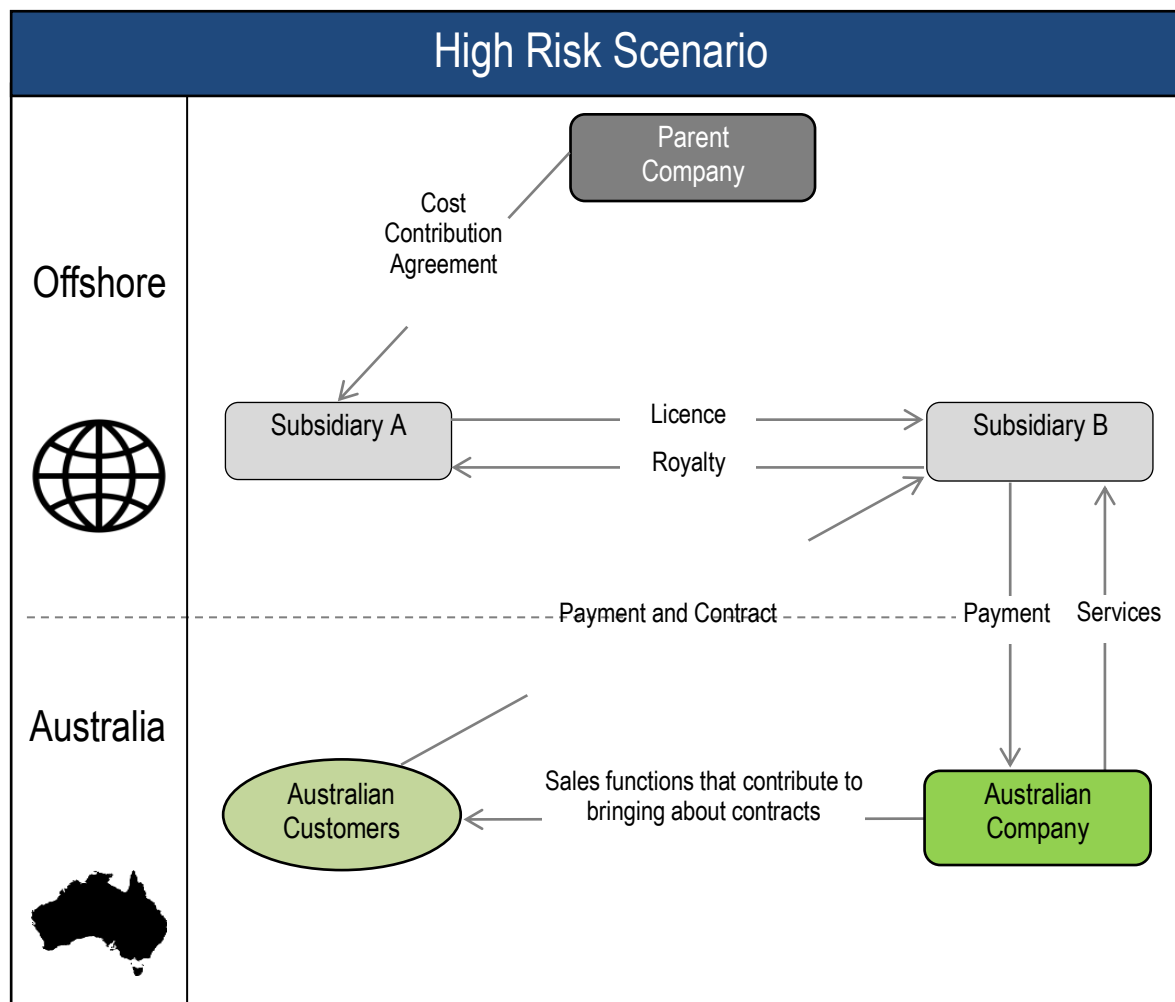 High Risk Scenario
Parent
Company
Cost
Contribution
Agreement
Offshore
Subsidiary A
Licence
Royalty
Subsidiary B
Payment and Contract
Payment
Services
Australia
Australian
Customers
Sales functions that contribute to
bringing about contracts
Australian
Company